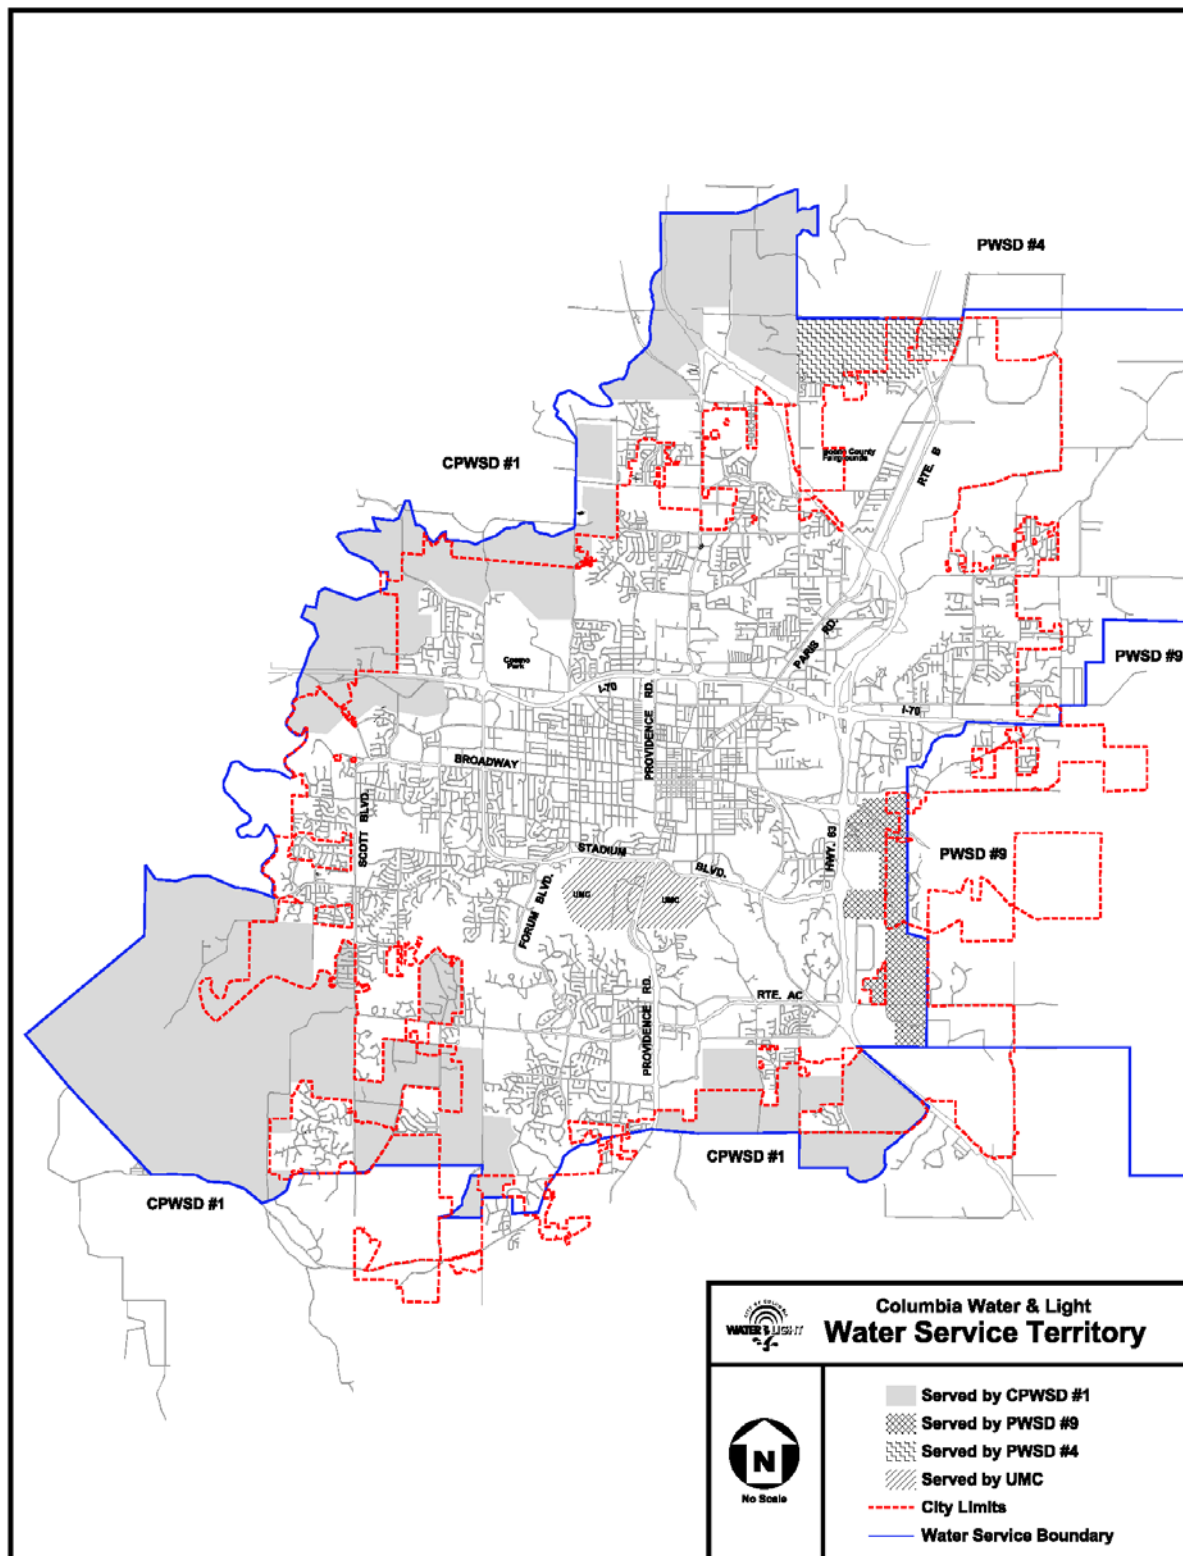 PWSD #4
CPWSD #1
Boone County
Fairgrounds
RTE. B
PARIS RD.
Cosmo
Park
PWSD #9
I-70
PROVIDENCE RD.
I-70
BROADWAY
SCOTT BLVD.
HWY. 63
STADIUM BLVD.
PWSD #9
FORUM BLVD.
UMC
UMC
PROVIDENCE RD.
RTE. AC
CPWSD #1
CPWSD #1
CITY OF COLUMBIA
WATER & LIGHT
Columbia Water & Light
Water Service Territory
N
No Scale
Served by CPWSD #1
Served by PWSD #9
Served by PWSD #4
Served by UMC
City Limits
Water Service Boundary